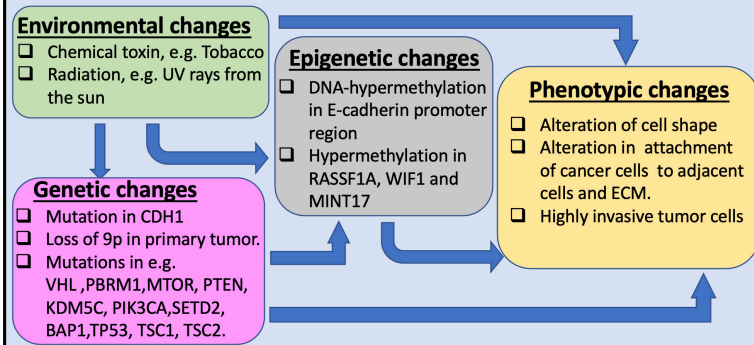 Environmental changes
❑ Chemical toxin, e.g. Tobacco
❑ Radiation, e.g. UV rays from
the sun
Epigenetic changes
❑ DNA-hypermethylation
in E-cadherin promoter
region
❑ Hypermethylation in
RASSF1A, WIF1 and
MINT17
Phenotypic changes
❑ Alteration of cell shape
❑ Alteration in attachment
of cancer cells to adjacent
cells and ECM.
❑ Highly invasive tumor cells
Genetic changes
❑ Mutation in CDH1
❑ Loss of 9p in primary tumor.
❑ Mutations in e.g.
VHL ,PBRM1,MTOR, PTEN,
KDM5C, PIK3CA,SETD2,
BAP1,TP53, TSC1, TSC2.